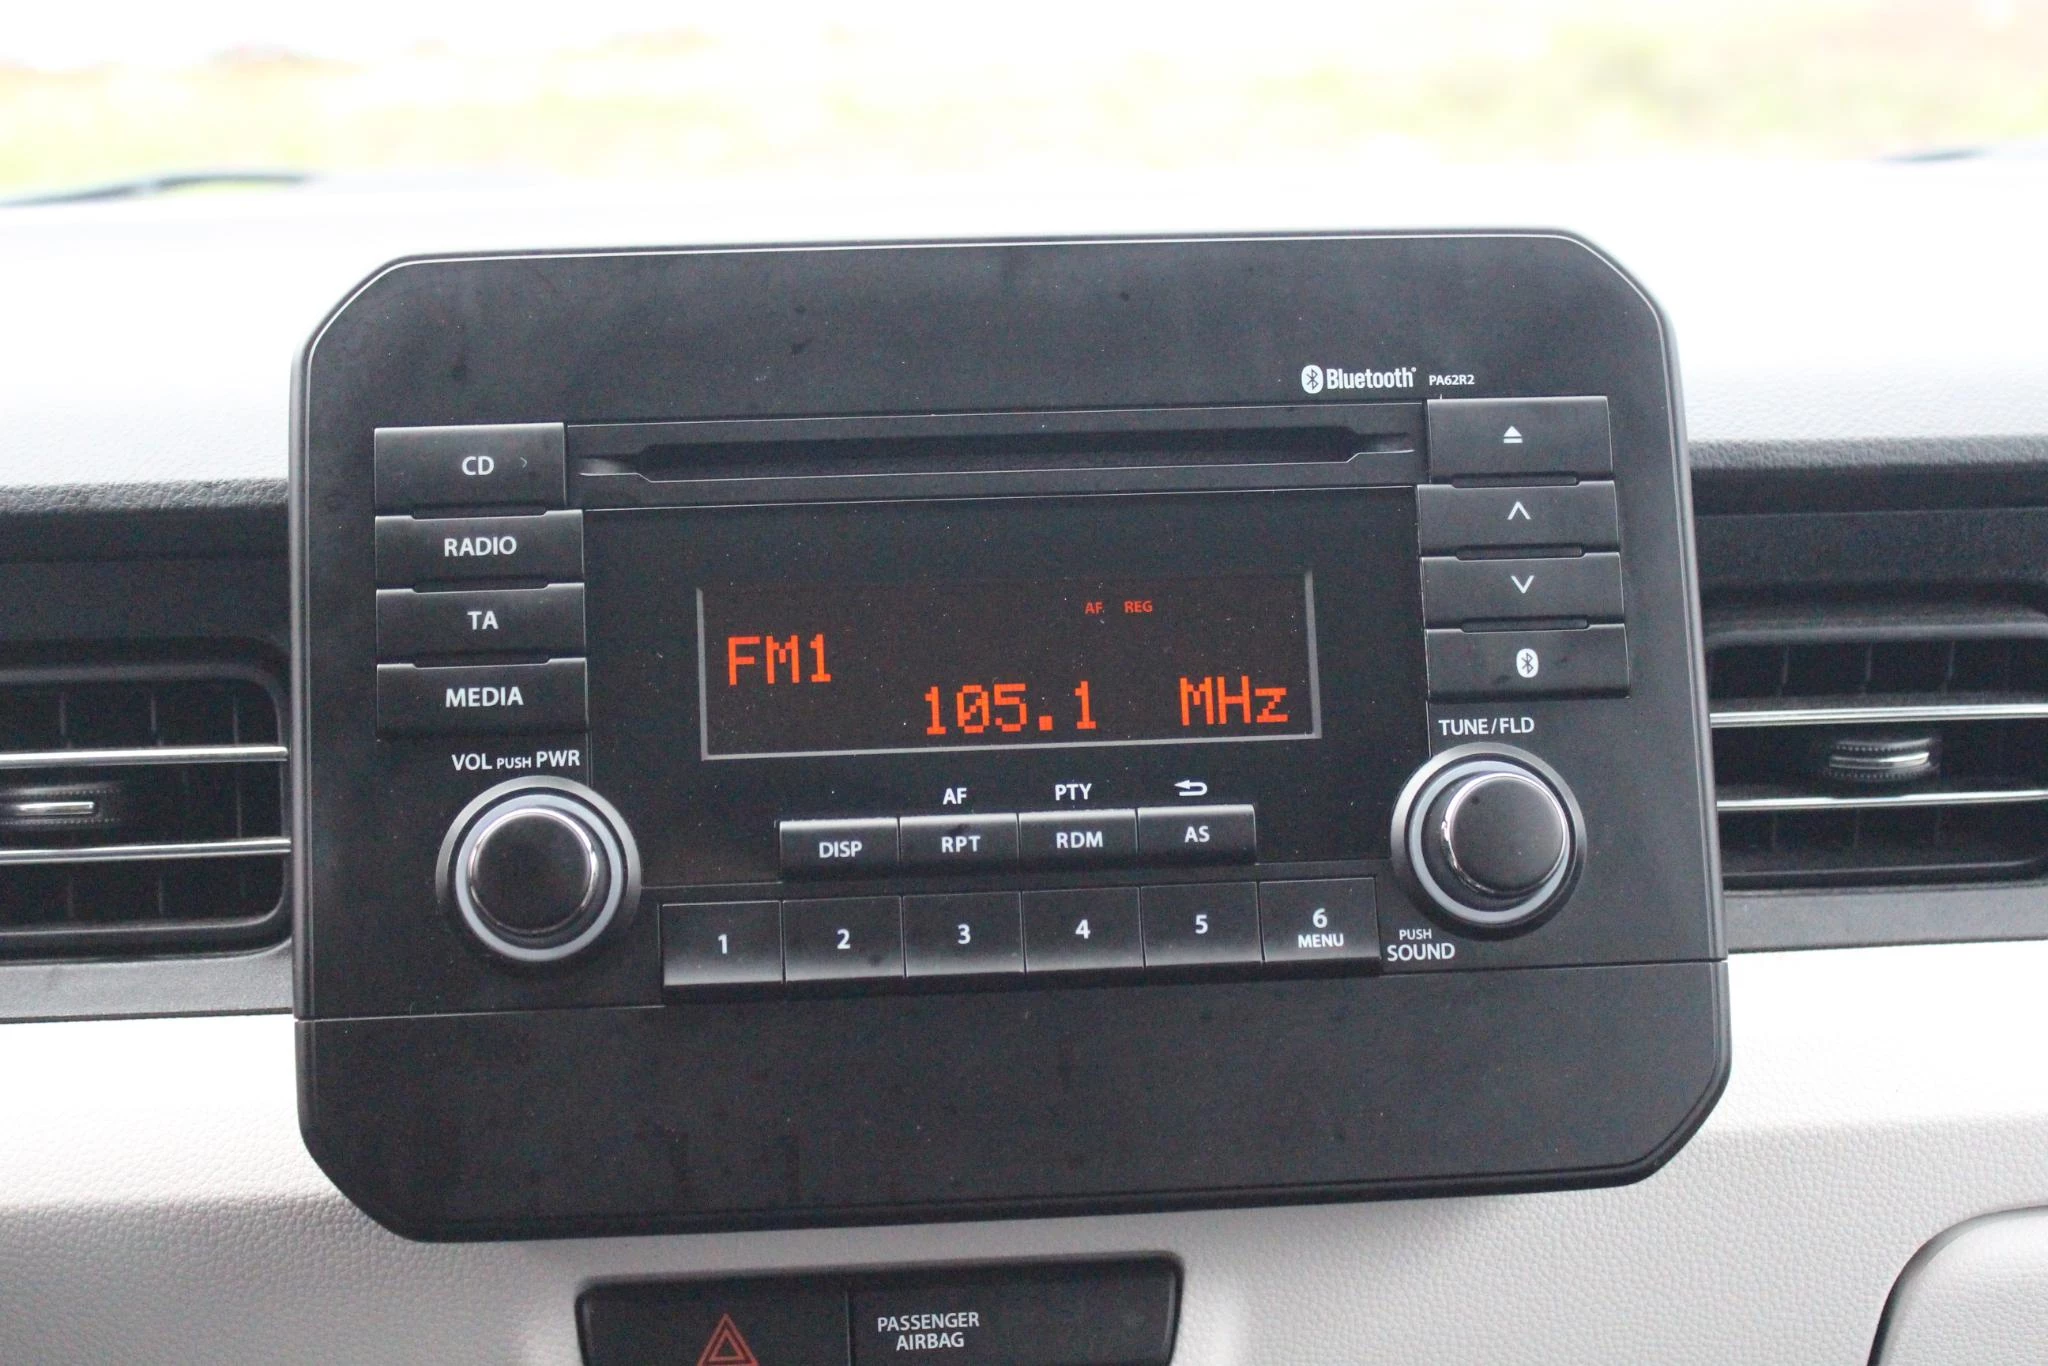 Bluetooth® PA62R2
CD
RADIO
TA
MEDIA
VOL PUSH PWR
AF. REG
FM1
105.1 MHz
TUNE/FLD
AF PTY
DISP RPT RDM AS
1 2 3 4 5 6
MENU
PUSH
SOUND
PASSENGER
AIRBAG